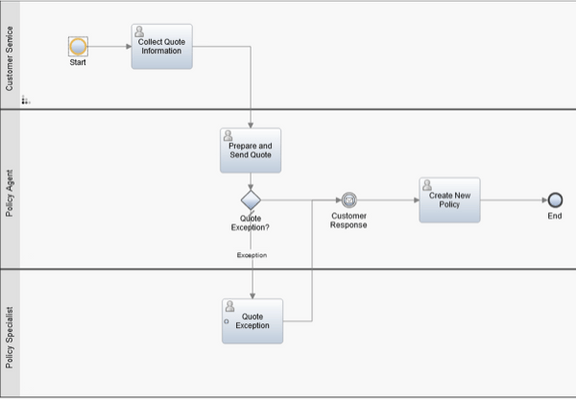 Customer Service
Collect Quote
Information
Start
Policy Agent
Prepare and
Send Quote
Quote
Exception?
Exception
Customer
Response
Create New
Policy
End
Policy Specialist
Quote
Exception